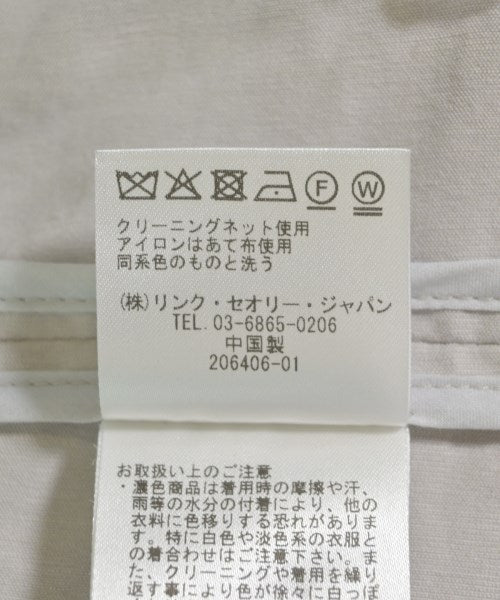 F W
クリーニングネット使用
アイロンはあて布使用
同系色のものと洗う
(株)リンク・セオリー・ジャパン
TEL. 03-6865-0206
中国製
206406-01
お取扱い上のご注意
・濃色商品は着用時の摩擦や汗、
雨等の水分の付着により、他の
衣料に色移りする恐れがありま
す。特に白色や淡色系の衣服と
の着合わせはご注意下さい。ま
た、クリーニングや着用を繰り
返す事により色が徐々に白っぽ